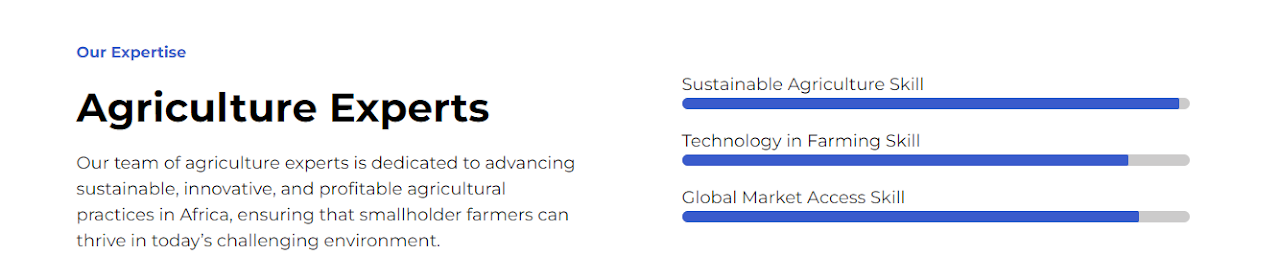 Our Expertise
Agriculture Experts
Our team of agriculture experts is dedicated to advancing
sustainable, innovative, and profitable agricultural
practices in Africa, ensuring that smallholder farmers can
thrive in today’s challenging environment.
Sustainable Agriculture Skill
Technology in Farming Skill
Global Market Access Skill